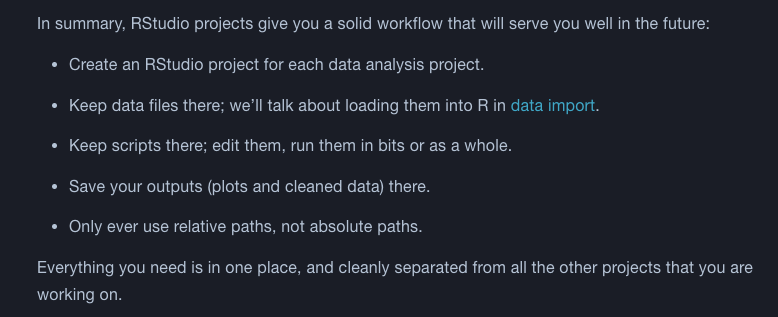 In summary, RStudio projects give you a solid workflow that will serve you well in the future:
• Create an RStudio project for each data analysis project.
• Keep data files there; we’ll talk about loading them into R in data import.
• Keep scripts there; edit them, run them in bits or as a whole.
• Save your outputs (plots and cleaned data) there.
• Only ever use relative paths, not absolute paths.
Everything you need is in one place, and cleanly separated from all the other projects that you are
working on.